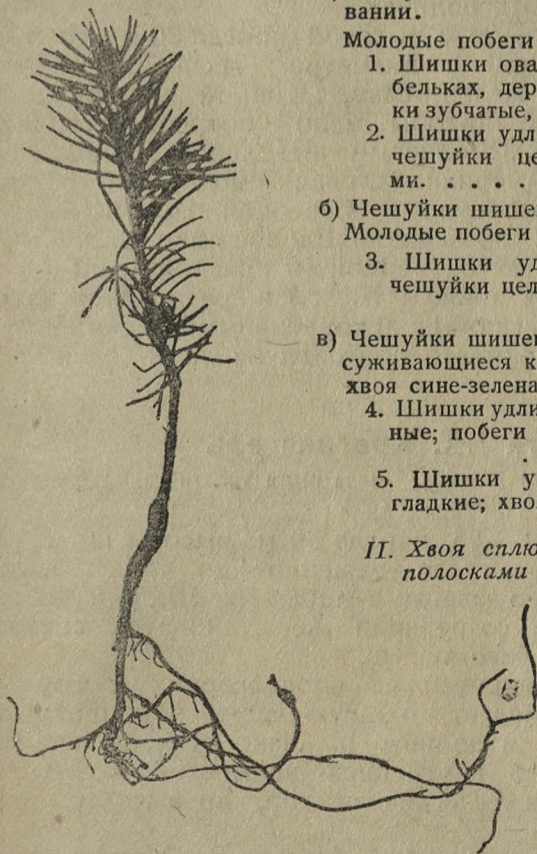 вании.
Молодые побеги
1. Шишки ова
бельках, дер
ки зубчатые,
2. Шишки удл
чешуйки це
ми. . . . .
б) Чешуйки шише
Молодые побеги
3. Шишки уд
чешуйки цел
в) Чешуйки шишек
суживающиеся к
хвоя сине-зелена
4. Шишки удли
ные; побеги
.
5. Шишки у
гладкие; хво
II. Хвоя сплю
полосками